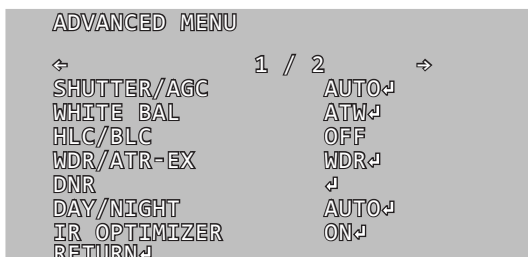 ADVANCED MENU
← 1 / 2 →
SHUTTER/AGC AUTO↲
WHITE BAL ATW↲
HLC/BLC OFF
WDR/ATR-EX WDR↲
DNR ↲
DAY/NIGHT AUTO↲
IR OPTIMIZER ON↲
RETURN↲